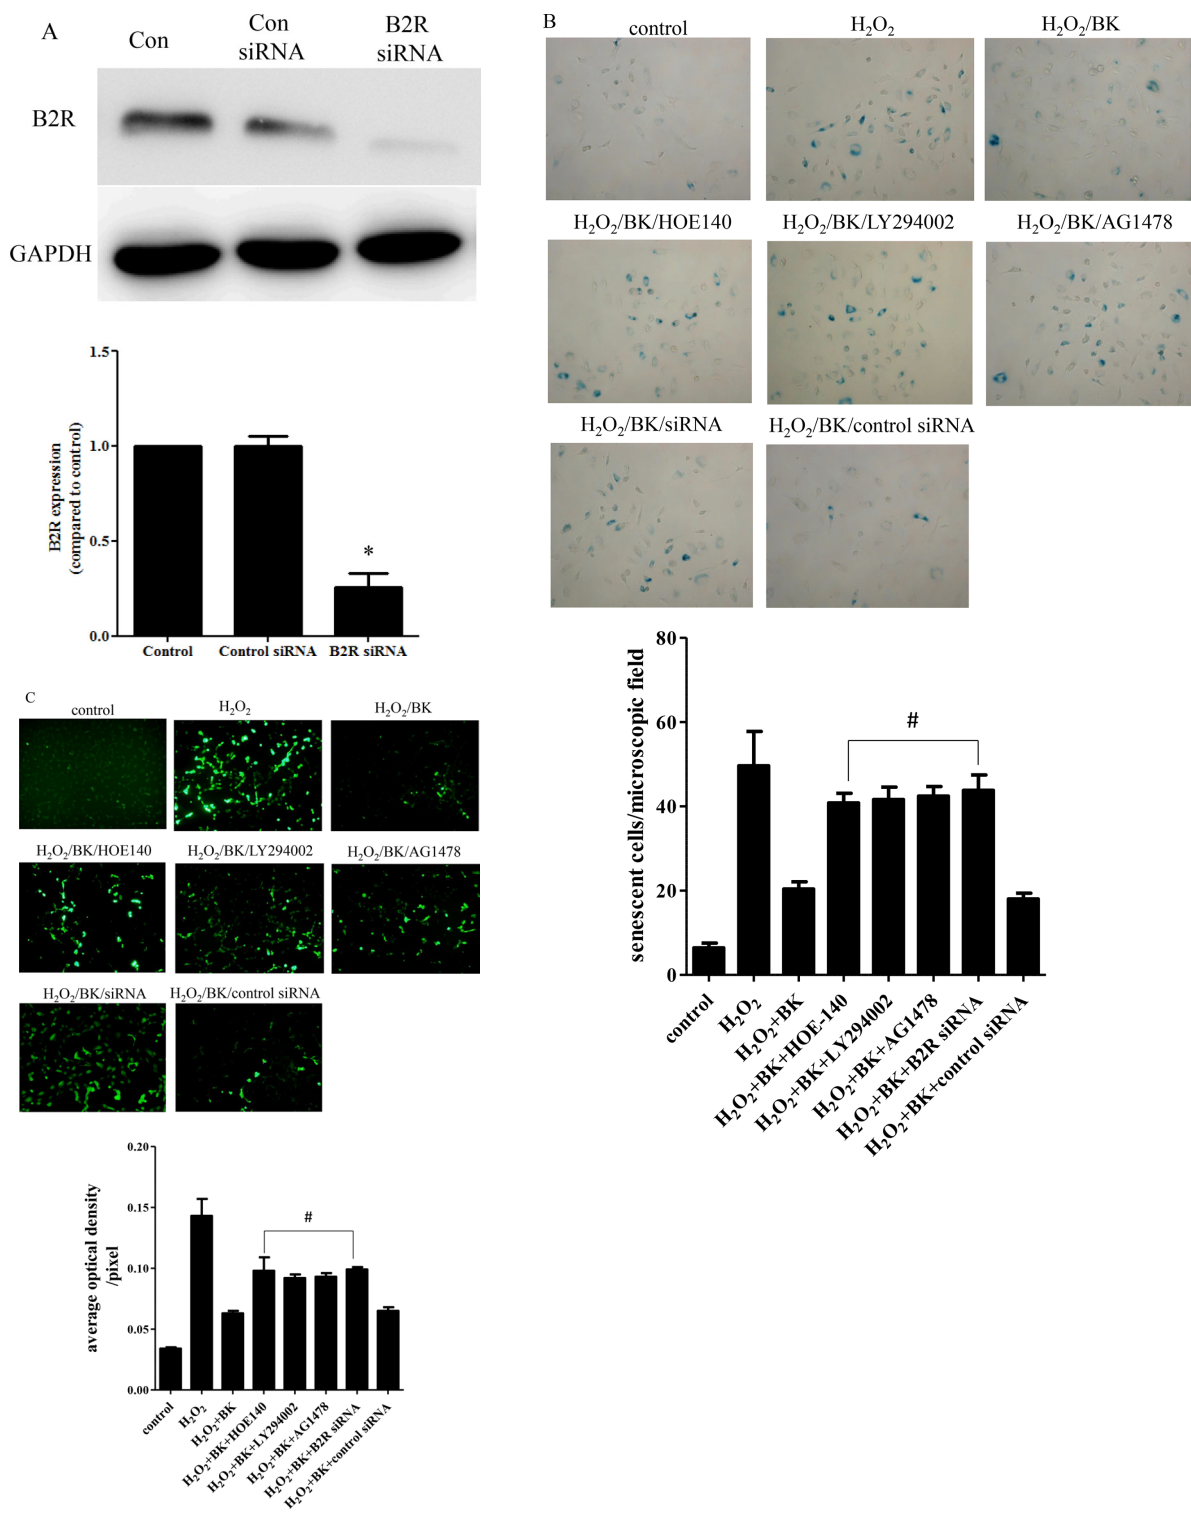 A
Con
Con
siRNA
B2R
siRNA
B2R
GAPDH
1.5
1.0
0.5
0.0
B2R expression
(compared to control)
*
Control
Control siRNA
B2R siRNA
B
control
H₂O₂
H₂O₂/BK
H₂O₂/BK/HOE140
H₂O₂/BK/LY294002
H₂O₂/BK/AG1478
H₂O₂/BK/siRNA
H₂O₂/BK/control siRNA
80
60
40
20
0
senescent cells/microscopic field
#
control
H₂O₂
H₂O₂+BK
H₂O₂+BK+HOE-140
H₂O₂+BK+LY294002
H₂O₂+BK+AG1478
H₂O₂+BK+B2R siRNA
H₂O₂+BK+control siRNA
C
control
H₂O₂
H₂O₂/BK
H₂O₂/BK/HOE140
H₂O₂/BK/LY294002
H₂O₂/BK/AG1478
H₂O₂/BK/siRNA
H₂O₂/BK/control siRNA
0.20
0.15
0.10
0.05
0.00
average optical density
/pixel
#
control
H₂O₂
H₂O₂+BK
H₂O₂+BK+HOE140
H₂O₂+BK+LY294002
H₂O₂+BK+AG1478
H₂O₂+BK+B2R siRNA
H₂O₂+BK+control siRNA